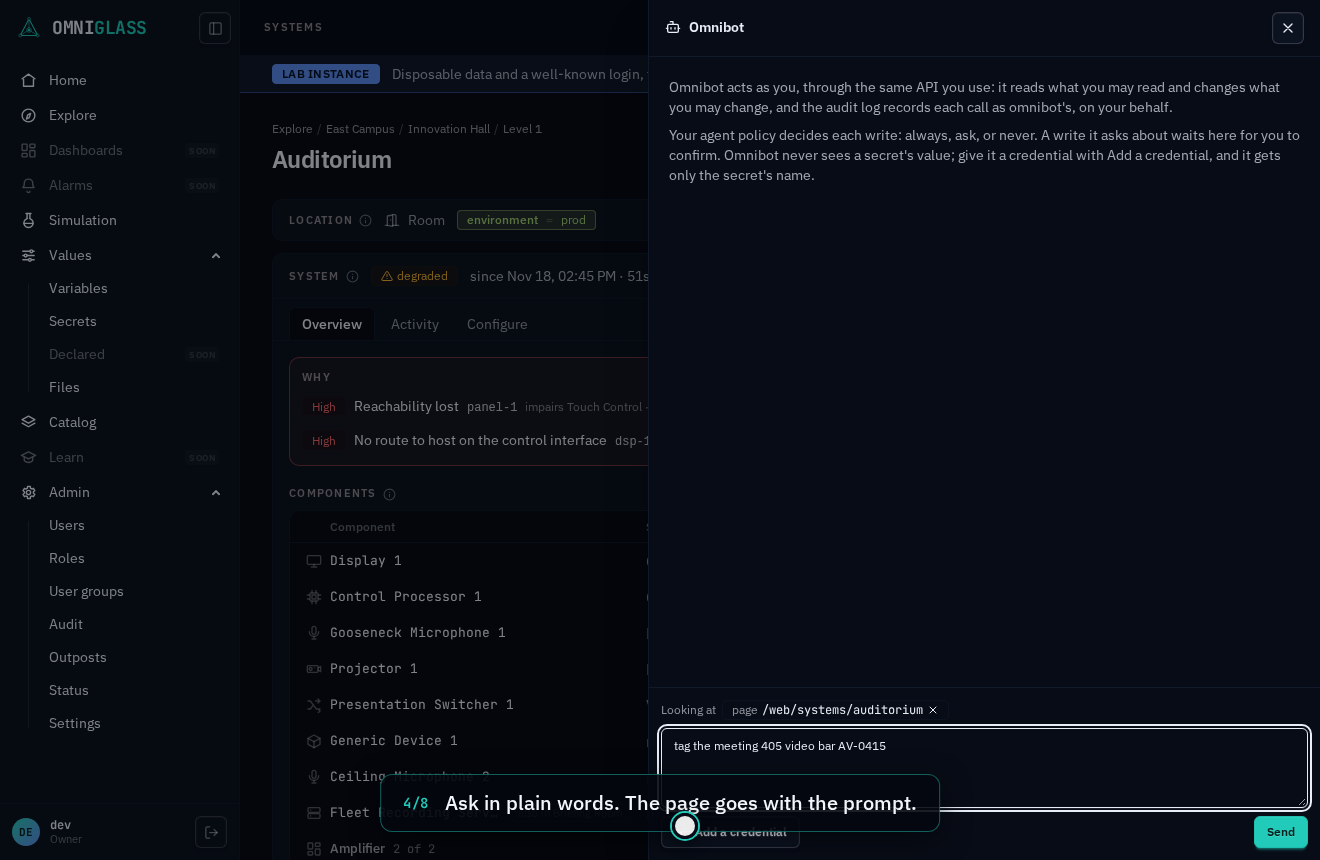 OMNIGLASS
Home
Explore
Dashboards SOON
Alarms SOON
Simulation
Values
Variables
Secrets
Declared SOON
Files
Catalog
Learn SOON
Admin
Users
Roles
User groups
Audit
Outposts
Status
Settings
DE dev
Owner
SYSTEMS
LAB INSTANCE Disposable data and a well-known login,
Explore / East Campus / Innovation Hall / Level 1
Auditorium
LOCATION Room environment = prod
SYSTEM degraded since Nov 18, 02:45 PM · 51s
Overview Activity Configure
WHY
High Reachability lost panel-1 impairs Touch Control ·
High No route to host on the control interface dsp-1
COMPONENTS
Component
Display 1
Control Processor 1
Gooseneck Microphone 1
Projector 1
Presentation Switcher 1
Generic Device 1
Ceiling Microphone 2
Fleet
Amplifier 2 of 2
Omnibot
Omnibot acts as you, through the same API you use: it reads what you may read and changes what
you may change, and the audit log records each call as omnibot's, on your behalf.
Your agent policy decides each write: always, ask, or never. A write it asks about waits here for you to
confirm. Omnibot never sees a secret's value; give it a credential with Add a credential, and it gets
only the secret's name.
Looking at page /web/systems/auditorium
tag the meeting 405 video bar AV-0415
4/8 Ask in plain words. The page goes with the prompt.
Add a credential
Send